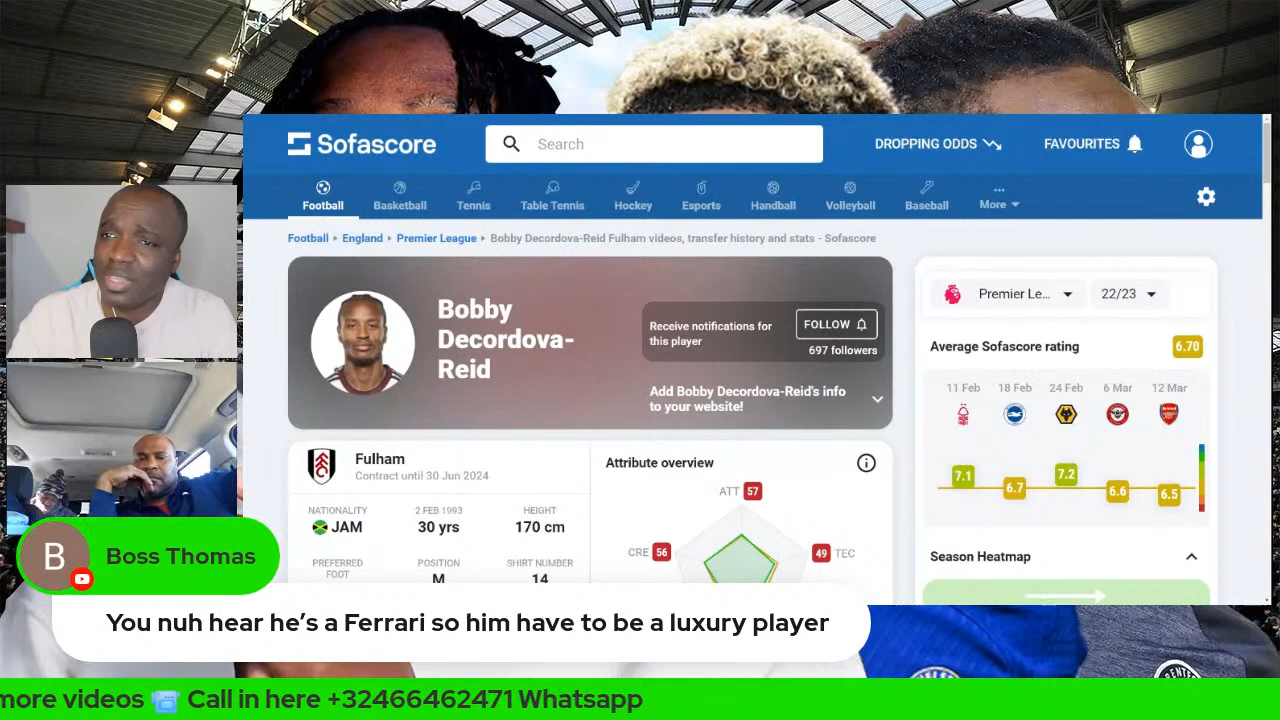 Sofascore
Search
DROPPING ODDS
FAVOURITES
Football
Basketball
Tennis
Table Tennis
Hockey
Esports
Handball
Volleyball
Baseball
More
Football England Premier League Bobby Decordova-Reid Fulham videos, transfer history and stats - Sofascore
Bobby
Decordova-
Reid
Receive notifications for
this player
FOLLOW
697 followers
Add Bobby Decordova-Reid's info
to your website!
Premier Le...
22/23
Average Sofascore rating
6.70
11 Feb 18 Feb 24 Feb 6 Mar 12 Mar
7.1 6.7 7.2 6.6 6.5
Season Heatmap
Fulham
Contract until 30 Jun 2024
NATIONALITY 2 FEB 1993 HEIGHT
JAM 30 yrs 170 cm
PREFERRED
FOOT
POSITION SHIRT NUMBER
M 14
Attribute overview
ATT 57
CRE 56
49 TEC
B
Boss Thomas
You nuh hear he’s a Ferrari so him have to be a luxury player
more videos Call in here +32466462471 Whatsapp